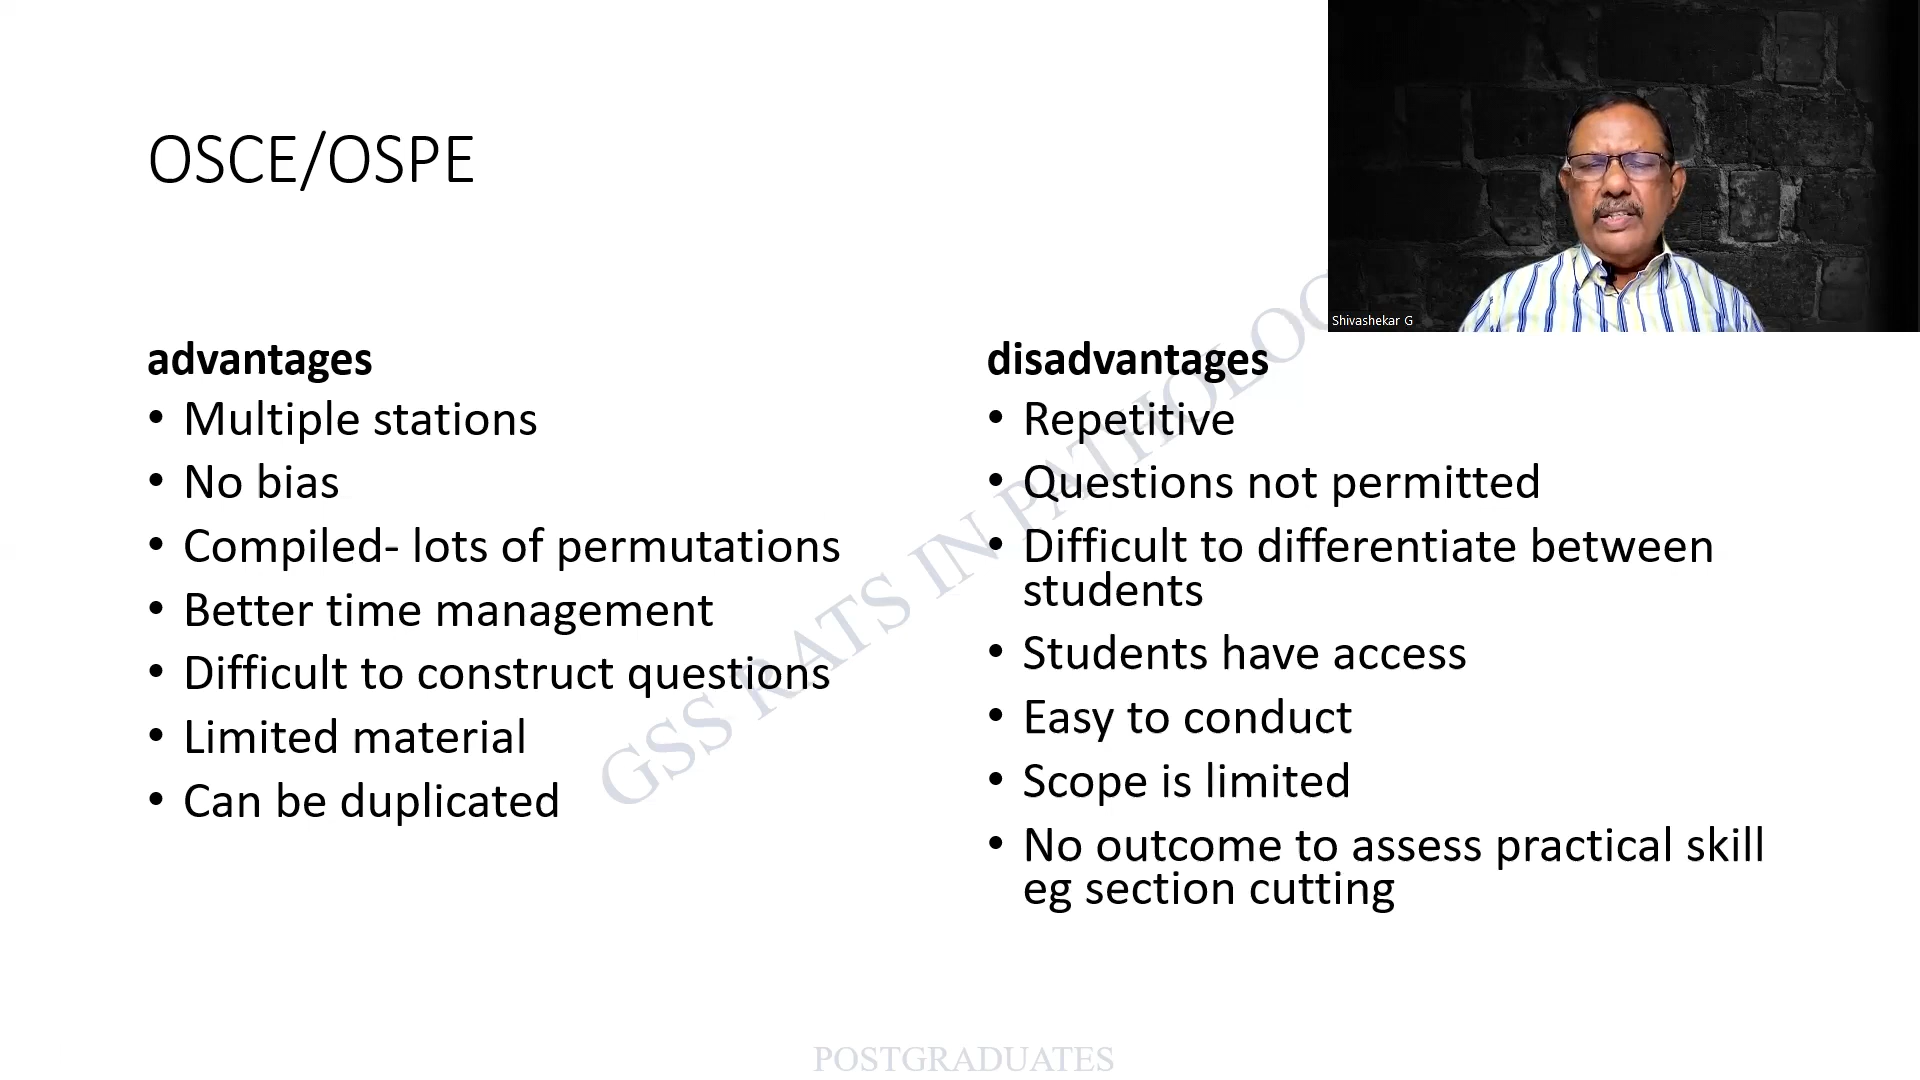 OSCE/OSPE
Shivashekar G
advantages
• Multiple stations
• No bias
• Compiled- lots of permutations
• Better time management
• Difficult to construct questions
• Limited material
• Can be duplicated
disadvantages
• Repetitive
• Questions not permitted
• Difficult to differentiate between
students
• Students have access
• Easy to conduct
• Scope is limited
• No outcome to assess practical skill
eg section cutting
GSS RATS IN PATHOLOG
POSTGRADUATES